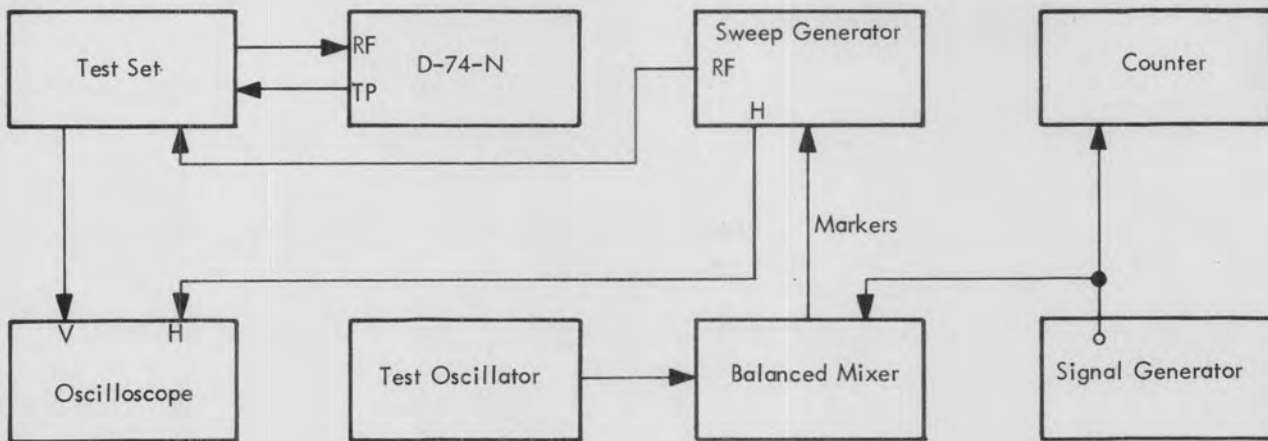 Test Set
RF
TP
D-74-N
Sweep Generator
RF
H
Counter
Markers
V
H
Oscilloscope
Test Oscillator
Balanced Mixer
Signal Generator